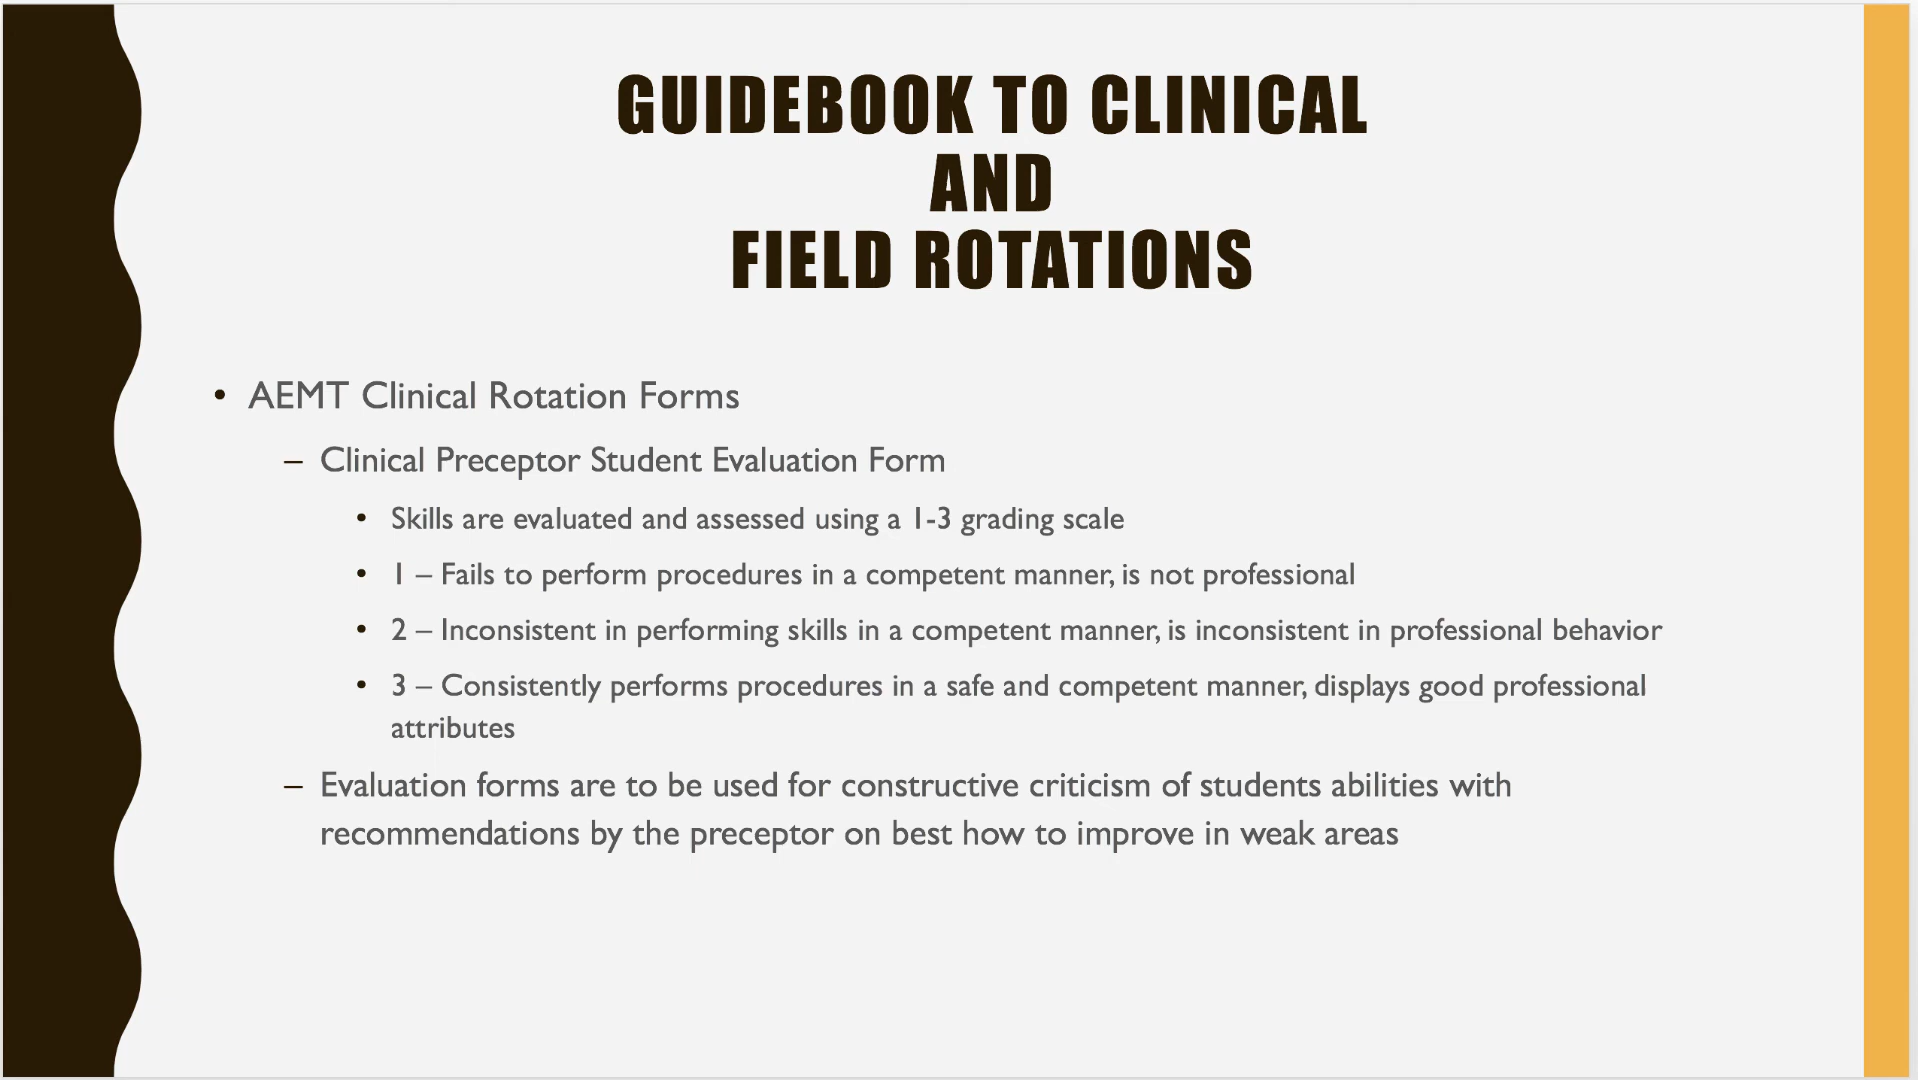 GUIDEBOOK TO CLINICAL
AND
FIELD ROTATIONS
• AEMT Clinical Rotation Forms
– Clinical Preceptor Student Evaluation Form
• Skills are evaluated and assessed using a 1-3 grading scale
• 1 – Fails to perform procedures in a competent manner, is not professional
• 2 – Inconsistent in performing skills in a competent manner, is inconsistent in professional behavior
• 3 – Consistently performs procedures in a safe and competent manner, displays good professional
attributes
– Evaluation forms are to be used for constructive criticism of students abilities with
recommendations by the preceptor on best how to improve in weak areas